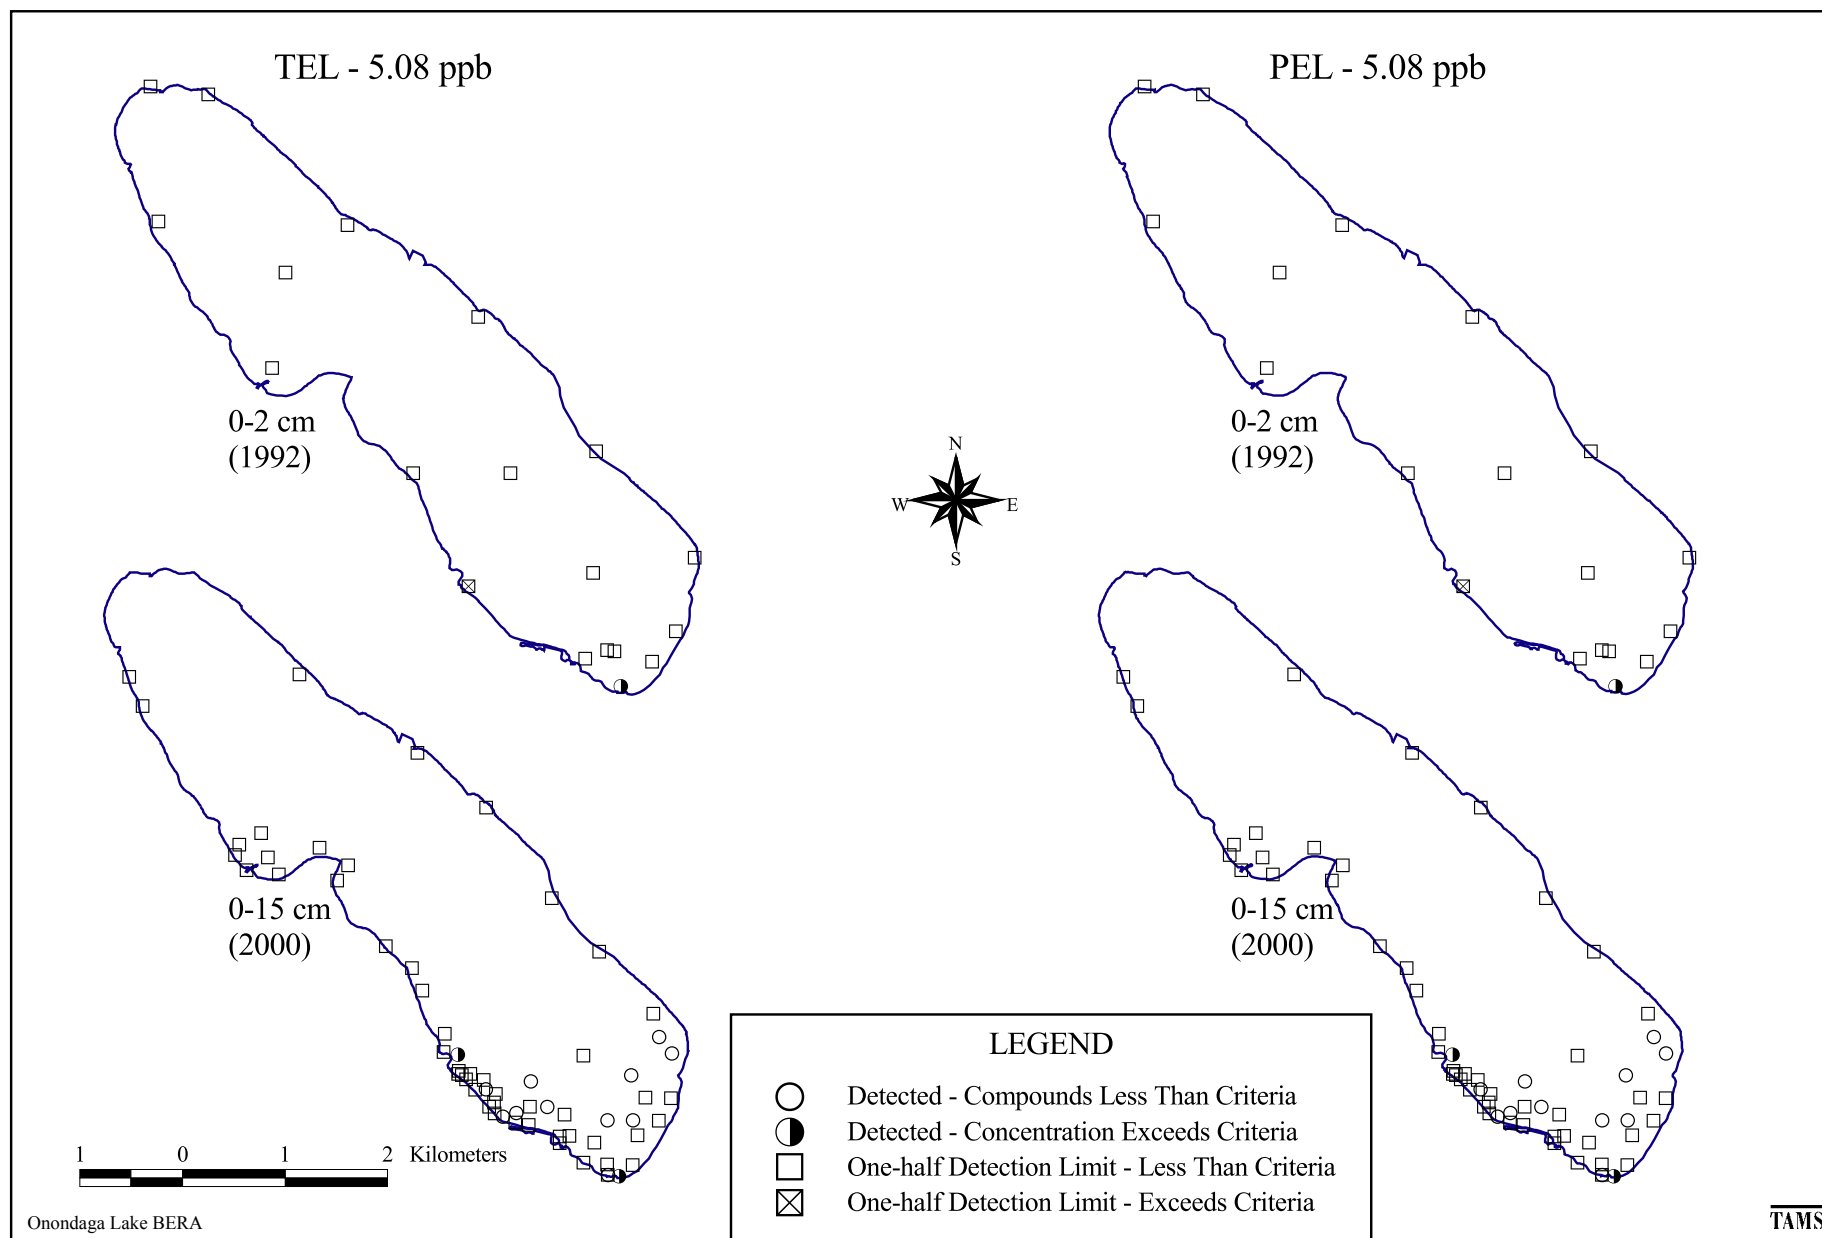 TEL - 5.08 ppb
PEL - 5.08 ppb
0-2 cm
(1992)
0-2 cm
(1992)
N
W
E
S
0-15 cm
(2000)
0-15 cm
(2000)
LEGEND
Detected - Compounds Less Than Criteria
Detected - Concentration Exceeds Criteria
One-half Detection Limit - Less Than Criteria
One-half Detection Limit - Exceeds Criteria
1 0 1 2 Kilometers
Onondaga Lake BERA
TAMS